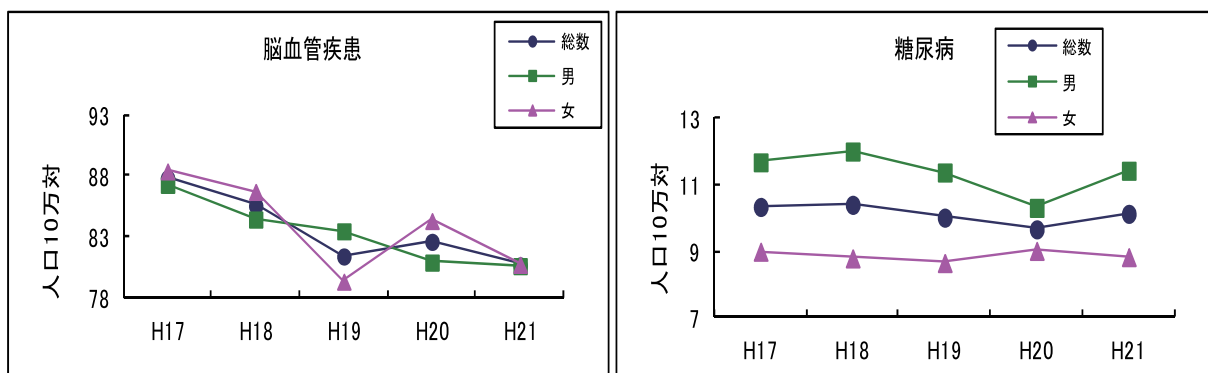 脳血管疾患
総数
男
女
93
88
83
78
人口10万対
H17 H18 H19 H20 H21
糖尿病
総数
男
女
13
11
9
7
人口10万対
H17 H18 H19 H20 H21